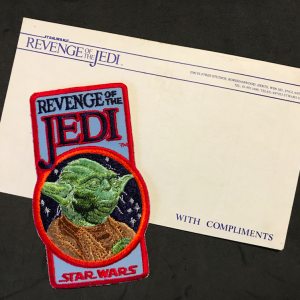 STAR WARS
REVENGE OF THE JEDI
WITH COMPLIMENTS
REVENGE OF THE
JEDI
TM
STAR WARS